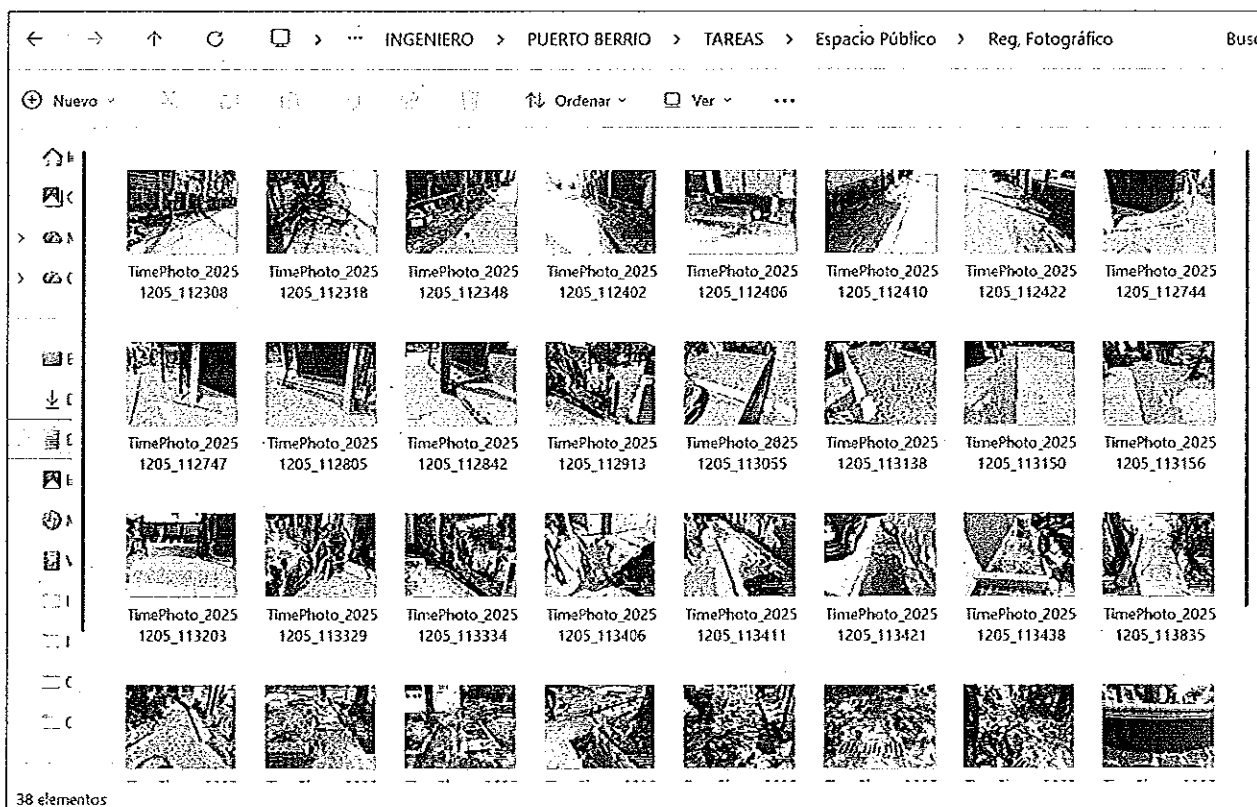 INGENIERO > PUERTO BERRIO > TAREAS > Espacio Público > Reg, Fotográfico Busc
Nuevo Ordenar Ver ...
TimePhoto_2025 TimePhoto_2025 TimePhoto_2025 TimePhoto_2025 TimePhoto_2025 TimePhoto_2025 TimePhoto_2025 TimePhoto_2025
1205_112308 1205_112318 1205_112348 1205_112402 1205_112406 1205_112410 1205_112422 1205_112744
TimePhoto_2025 TimePhoto_2025 TimePhoto_2025 TimePhoto_2025 TimePhoto_2025 TimePhoto_2025 TimePhoto_2025 TimePhoto_2025
1205_112747 1205_112805 1205_112842 1205_112913 1205_113055 1205_113138 1205_113150 1205_113156
TimePhoto_2025 TimePhoto_2025 TimePhoto_2025 TimePhoto_2025 TimePhoto_2025 TimePhoto_2025 TimePhoto_2025 TimePhoto_2025
1205_113203 1205_113329 1205_113334 1205_113406 1205_113411 1205_113421 1205_113438 1205_113835
38 elementos